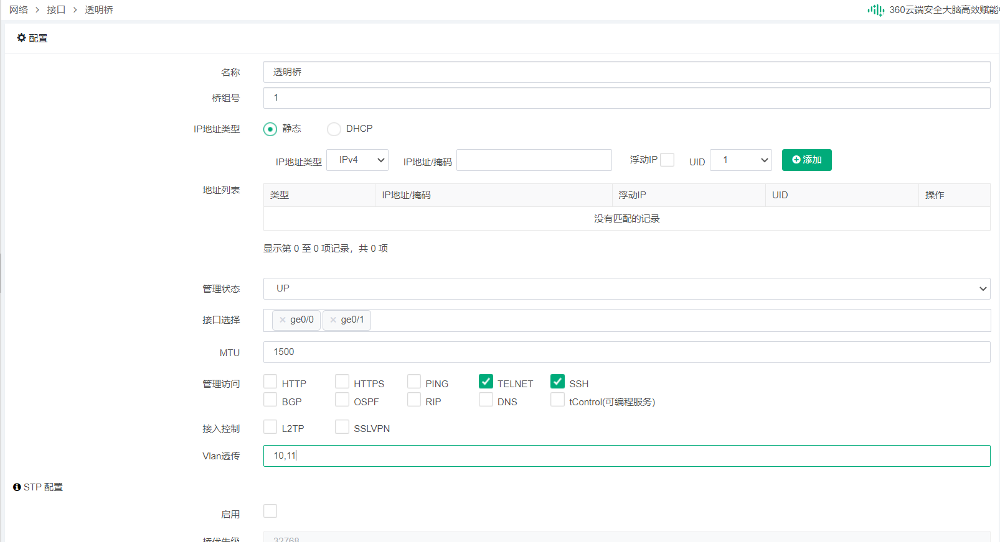 网络 > 接口 > 透明桥
360云端安全大脑高效赋能
配置
名称 透明桥
桥组号 1
IP地址类型 静态 DHCP
IP地址类型 IPv4 IP地址/掩码 浮动IP UID 1 添加
地址列表
类型 IP地址/掩码 浮动IP UID 操作
没有匹配的记录
显示第 0 至 0 项记录，共 0 项
管理状态 UP
接口选择 × ge0/0 × ge0/1
MTU 1500
管理访问 HTTP HTTPS PING TELNET SSH
BGP OSPF RIP DNS tControl(可编程服务)
接入控制 L2TP SSLVPN
Vlan透传 10,11
STP 配置
启用
桥优先级 32768